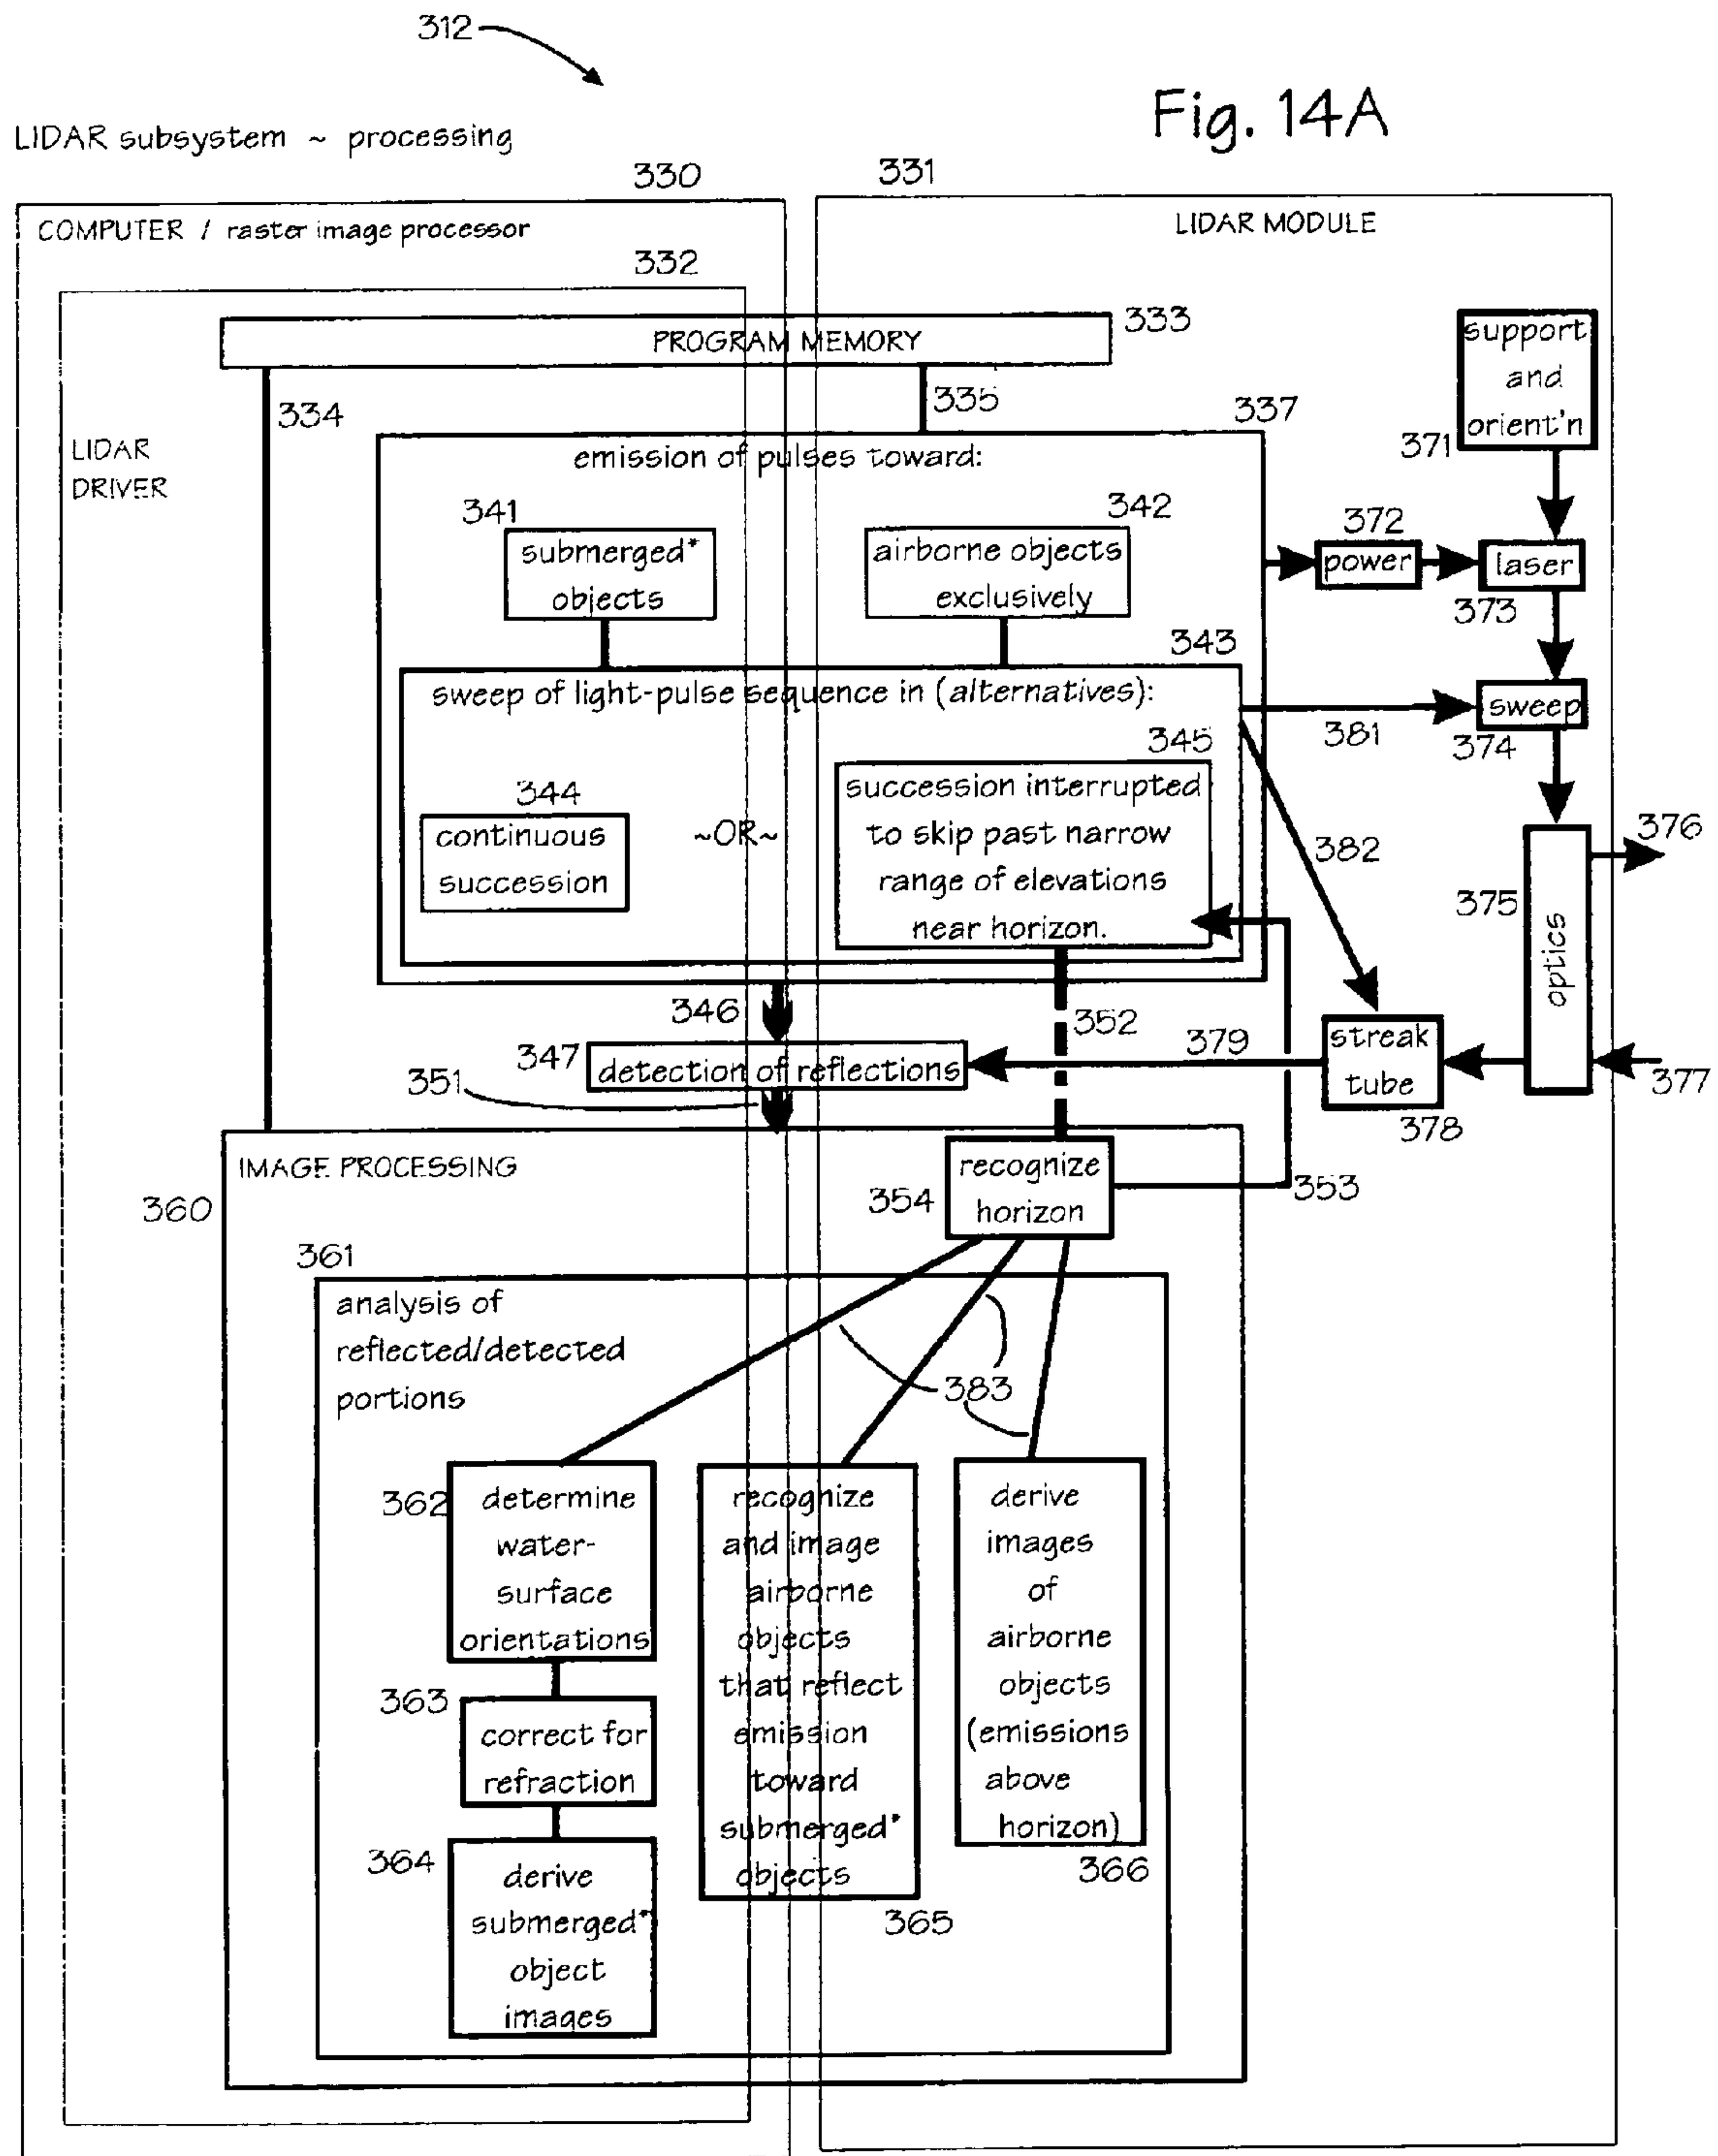 312
Fig. 14A
LIDAR subsystem ~ processing
330
331
COMPUTER / raster image processor
LIDAR MODULE
332
PROGRAM MEMORY
333
334
335
337
LIDAR
DRIVER
emission of pulses toward:
341
submerged*
objects
342
airborne objects
exclusively
343
sweep of light-pulse sequence in (alternatives):
344
continuous
succession
~OR~
345
succession interrupted
to skip past narrow
range of elevations
near horizon.
support
and
orient'n
371
372
power
laser
373
sweep
374
381
382
375
optics
376
377
streak
tube
378
379
346
347
detection of reflections
351
352
353
IMAGE PROCESSING
360
354
recognize
horizon
361
analysis of
reflected/detected
portions
383
362
determine
water-
surface
orientations
363
correct for
refraction
364
derive
submerged*
object
images
recognize
and image
airborne
objects
that reflect
emission
toward
submerged*
objects
365
derive
images
of
airborne
objects
(emissions
above
horizon)
366